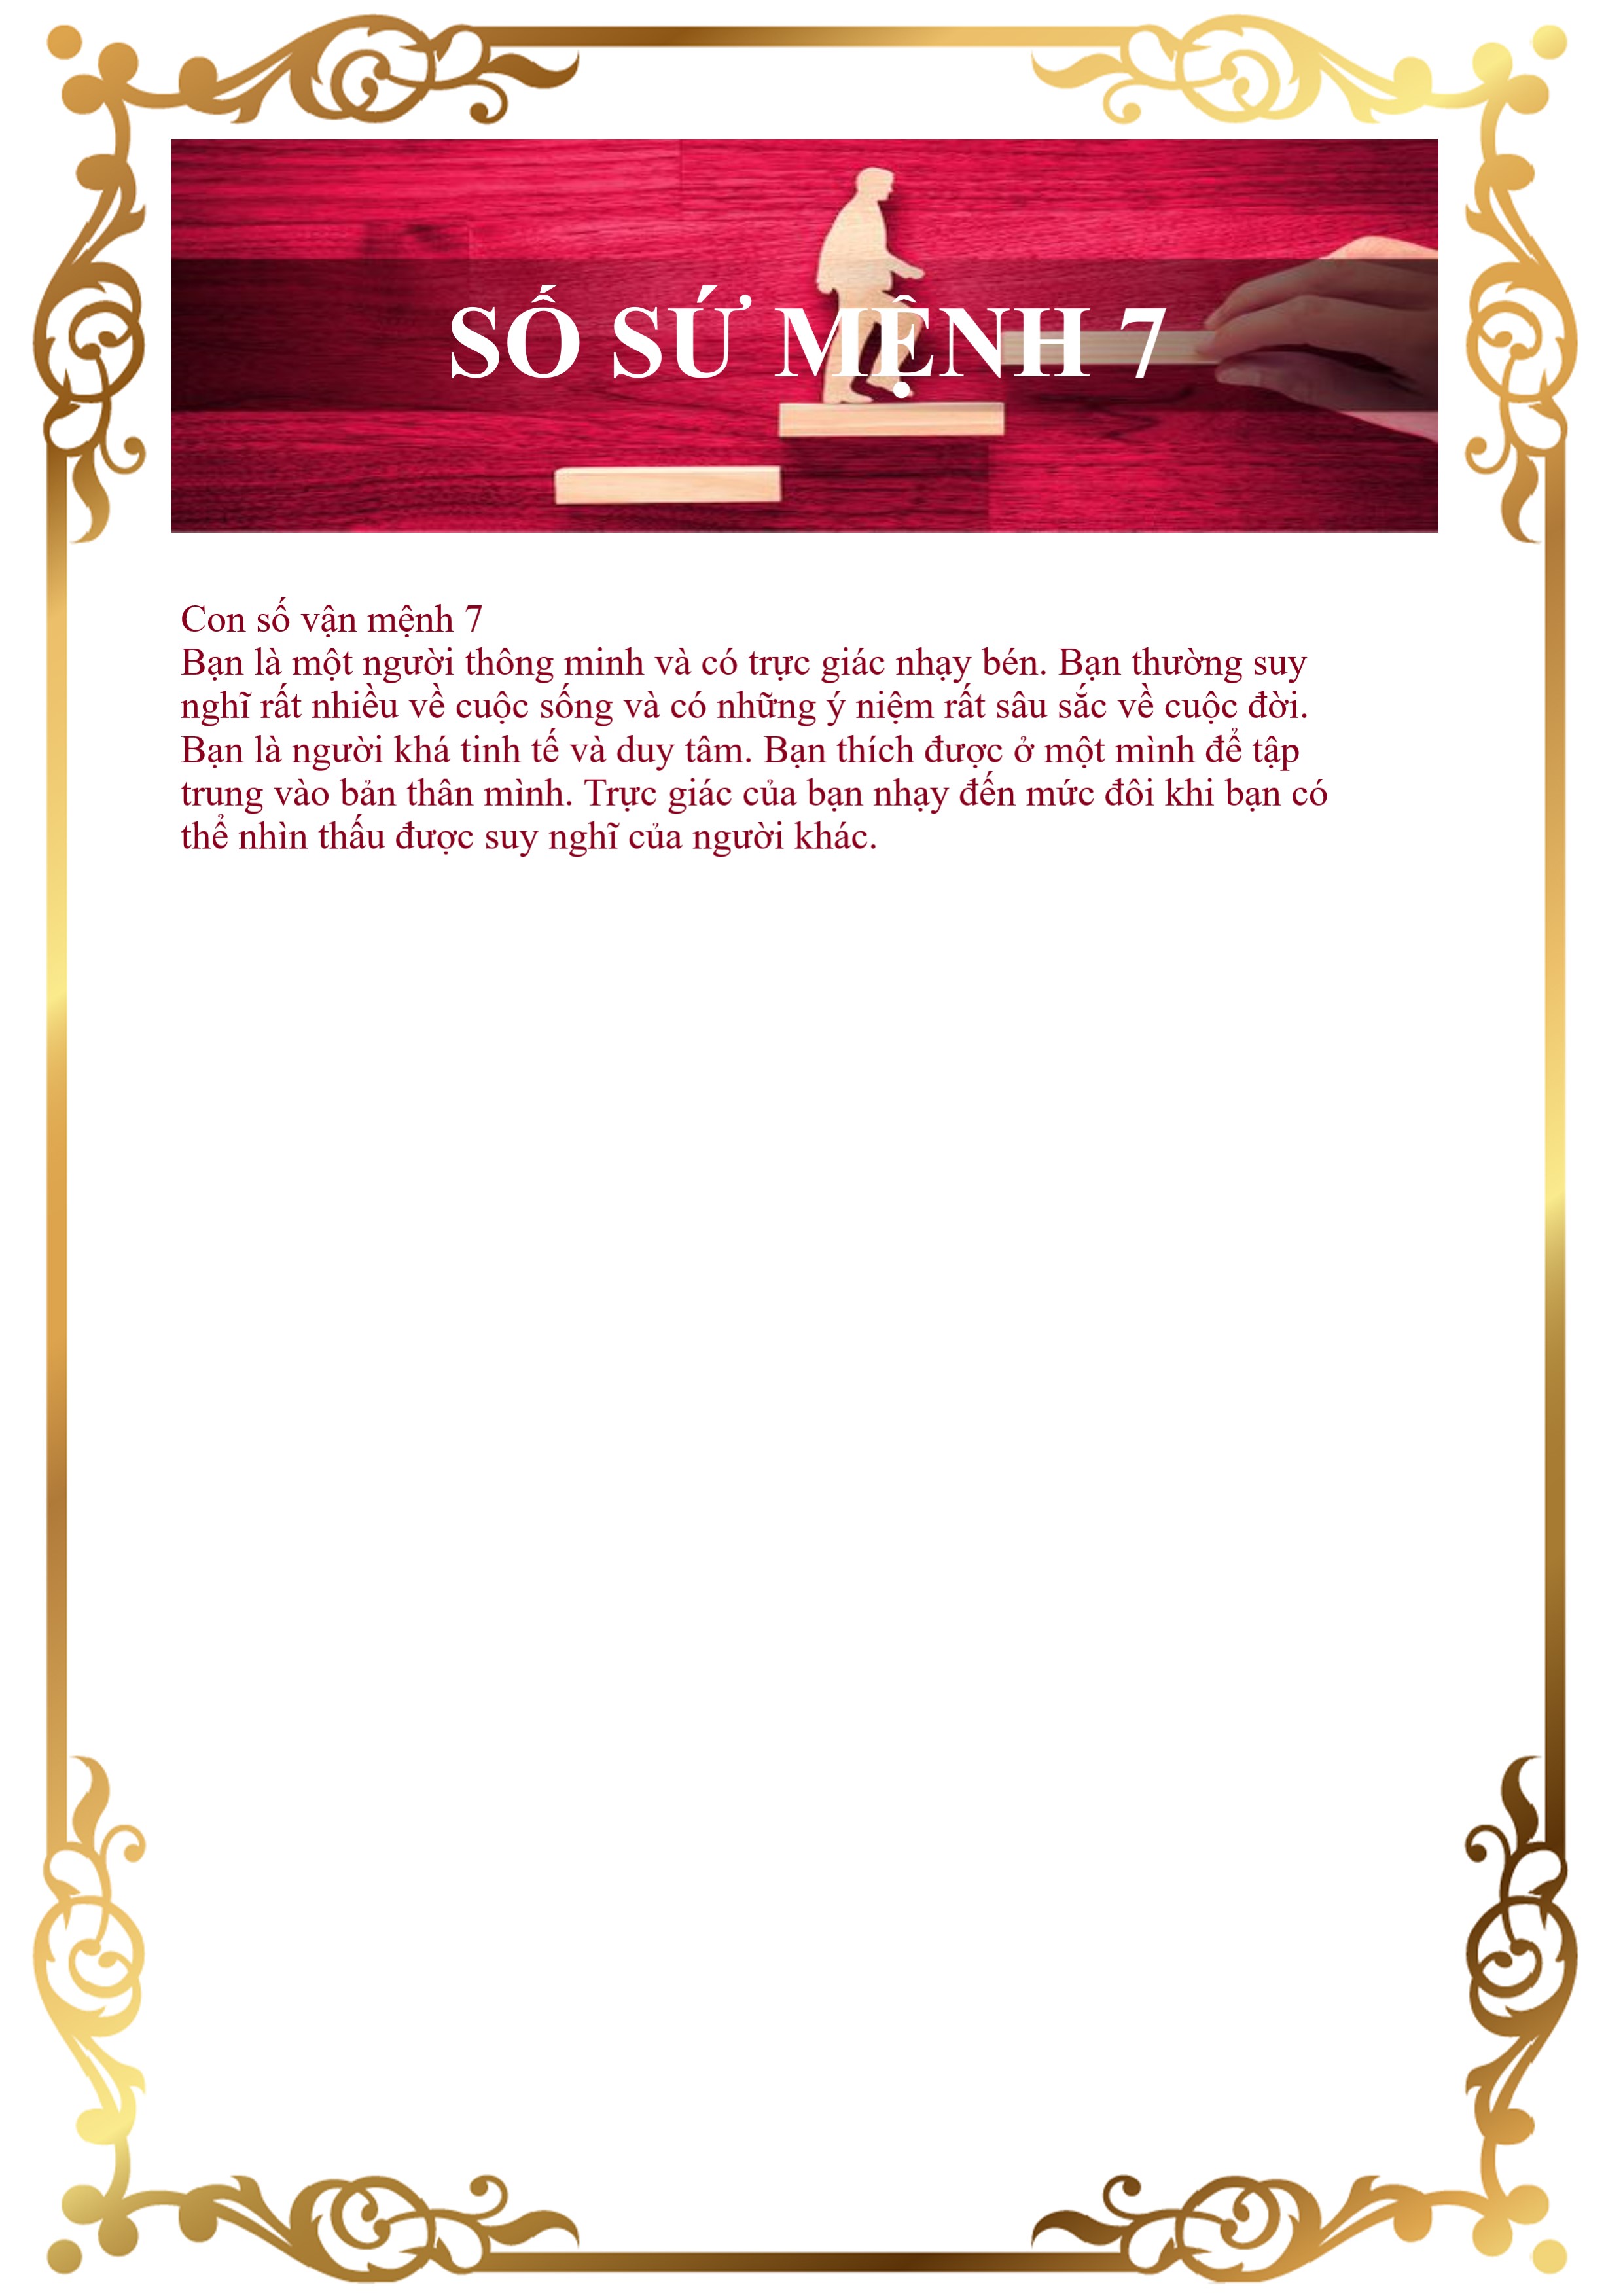 SỐ SỨ MỆNH 7
Con số vận mệnh 7
Bạn là một người thông minh và có trực giác nhạy bén. Bạn thường suy
nghĩ rất nhiều về cuộc sống và có những ý niệm rất sâu sắc về cuộc đời.
Bạn là người khá tinh tế và duy tâm. Bạn thích được ở một mình để tập
trung vào bản thân mình. Trực giác của bạn nhạy đến mức đôi khi bạn có
thể nhìn thấu được suy nghĩ của người khác.